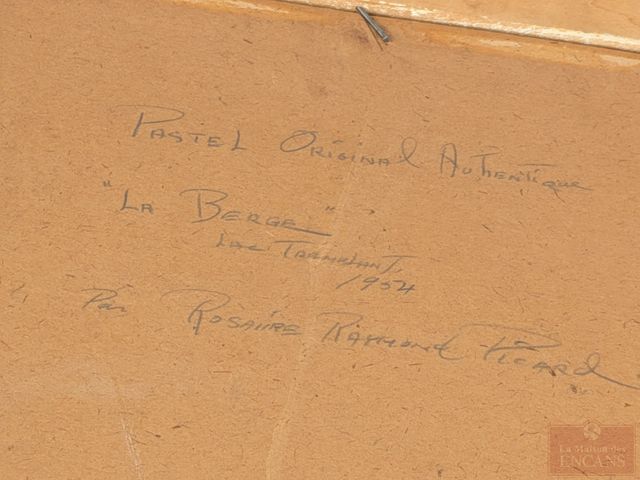 Pastel Original Authentique
"La Berge"
Lac Tremblant,
1954
Par Rosaire Raymond Picard
La Maison des
ENCANS